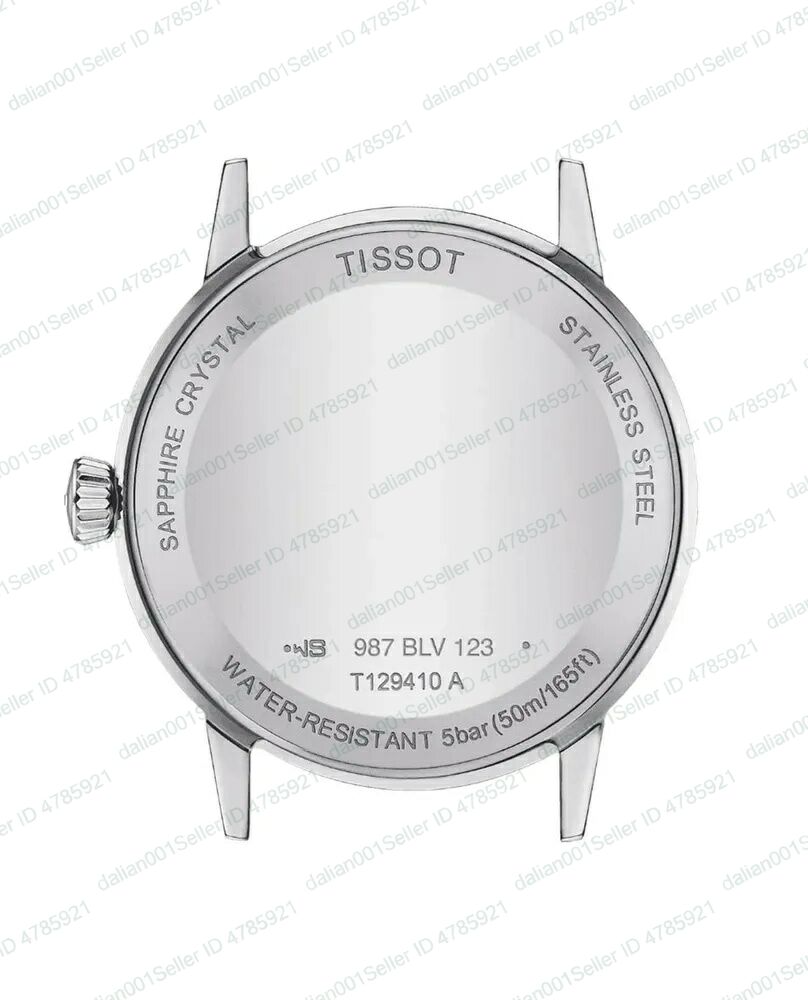 TISSOT
SAPPHIRE CRYSTAL
STAINLESS STEEL
987 BLV 123
T129410 A
WATER-RESISTANT 5bar (50m/165ft)
dalian001Seller ID 4785921